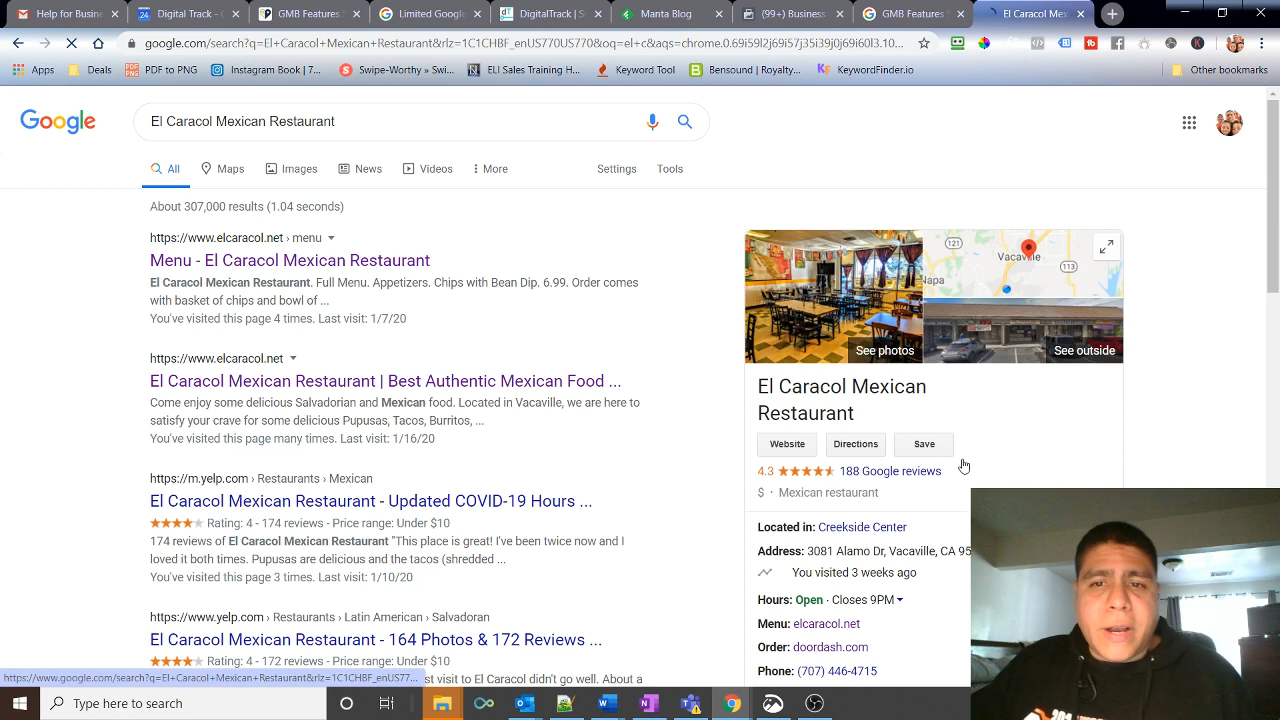 Help for Busin
Digital Track - C
GMB Features S
Limited Google
DigitalTrack | S
Manta Blog
(99+) Business
GMB Features S
El Caracol Mex
google.com/search?q=El+Caracol+Mexican+Restaurant&rlz=1C1CHBF_enUS770US770&oq=el+c&aqs=chrome.0.69i59l2j69i57j35i39j0j69i60l3.10...
Apps
Deals
PDF to PNG
Instagram Book | 7...
Swipe-Worthy » Swi...
ELI Sales Training H...
Keyword Tool
Bensound | Royalty...
KeywordFinder.io
Other bookmarks
Google
El Caracol Mexican Restaurant
All
Maps
Images
News
Videos
More
Settings
Tools
About 307,000 results (1.04 seconds)
https://www.elcaracol.net › menu
Menu - El Caracol Mexican Restaurant
El Caracol Mexican Restaurant. Full Menu. Appetizers. Chips with Bean Dip. 6.99. Order comes
with basket of chips and bowl of ...
You've visited this page 4 times. Last visit: 1/7/20
https://www.elcaracol.net
El Caracol Mexican Restaurant | Best Authentic Mexican Food ...
Come enjoy some delicious Salvadorian and Mexican food. Located in Vacaville, we are here to
satisfy your crave for some delicious Pupusas, Tacos, Burritos, ...
You've visited this page many times. Last visit: 1/16/20
https://m.yelp.com › Restaurants › Mexican
El Caracol Mexican Restaurant - Updated COVID-19 Hours ...
Rating: 4 - 174 reviews - Price range: Under $10
174 reviews of El Caracol Mexican Restaurant "This place is great! I've been twice now and I
loved it both times. Pupusas are delicious and the tacos (shredded ...
You've visited this page 3 times. Last visit: 1/10/20
https://www.yelp.com › Restaurants › Latin American › Salvadoran
El Caracol Mexican Restaurant - 164 Photos & 172 Reviews ...
Rating: 4 - 172 reviews - Price range: Under $10
st visit to El Caracol didn't go well. About a
https://www.google.com/search?q=El+Caracol+Mexican+Restaurant&rlz=1C1CHBF_enUS77...
121
Vacaville
Napa
113
See photos
See outside
El Caracol Mexican
Restaurant
Website
Directions
Save
4.3
188 Google reviews
$ · Mexican restaurant
Located in: Creekside Center
Address: 3081 Alamo Dr, Vacaville, CA 95
You visited 3 weeks ago
Hours: Open · Closes 9PM
Menu: elcaracol.net
Order: doordash.com
Phone: (707) 446-4715
Type here to search